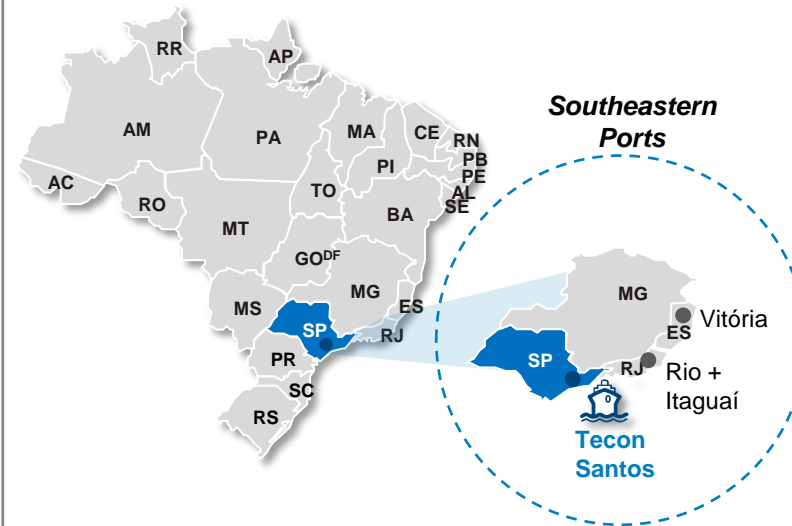 RR
AP
Southeastern
Ports
AM
PA
MA
CE
RN
PB
PE
PI
AC
TO
AL
SE
RO
BA
MT
GO DF
MG
MS
ES
SP
RJ
PR
SC
RS
MG
Vitória
ES
SP
RJ
Rio +
Itaguaí
Tecon
Santos